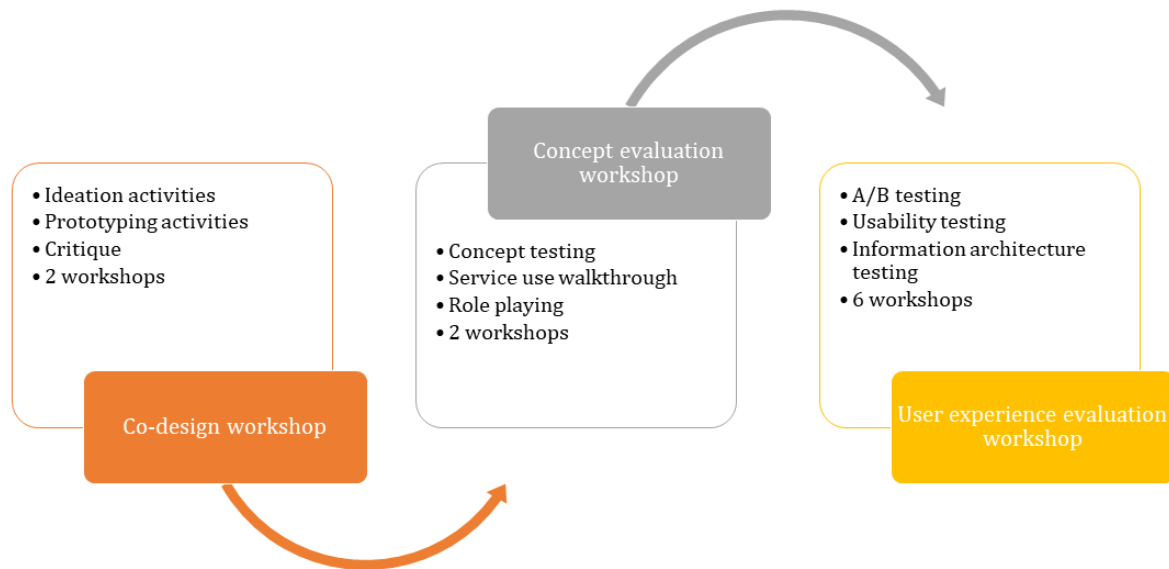 • Ideation activities
• Prototyping activities
• Critique
• 2 workshops
Co-design workshop
Concept evaluation
workshop
• Concept testing
• Service use walkthrough
• Role playing
• 2 workshops
• A/B testing
• Usability testing
• Information architecture
testing
• 6 workshops
User experience evaluation
workshop